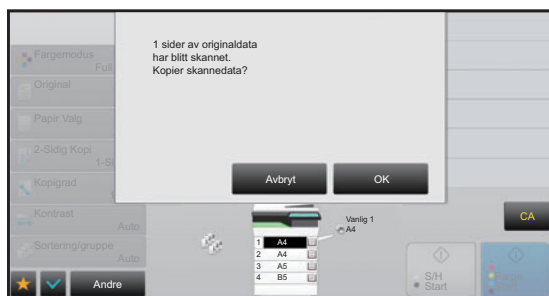 1 sider av originaldata
har blitt skannet.
Kopier skannedata?
Avbryt
OK
Fargemodus
Full
Original
Papir Valg
2-Sidig Kopi
Kopigrad
Kontrast
Auto
Sortering/gruppe
Auto
Andre
Vanlig 1
A4
1 A4
2 A4
3 A5
4 B5
CA
S/H
Start